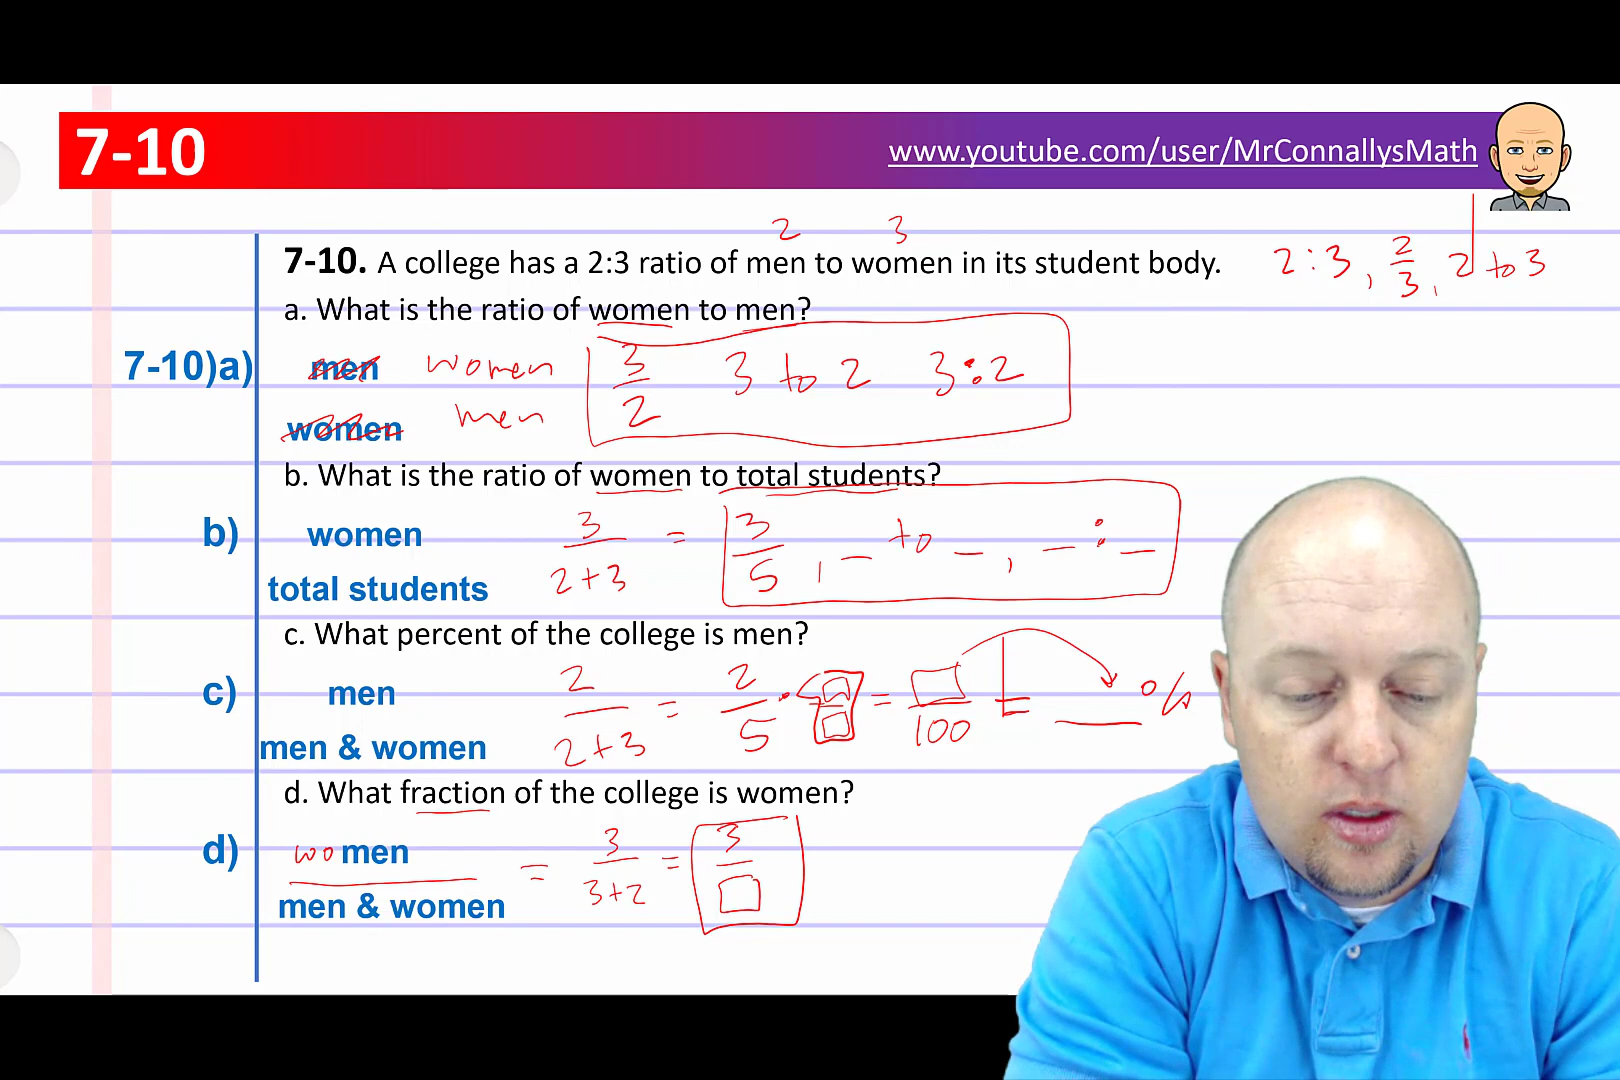 7-10
www.youtube.com/user/MrConnallysMath
2 3
7-10. A college has a 2:3 ratio of men to women in its student body. 2:3, 2/3, 2 to 3
a. What is the ratio of women to men?
7-10)a) men women 3/2 3 to 2 3:2
women men
b. What is the ratio of women to total students?
b) women 3/(2+3) = 3/5, _ to _, _ : _
total students
c. What percent of the college is men?
c) men 2/(2+3) = 2/5 · □/□ = □/100 = ___ %
men & women
d. What fraction of the college is women?
d) women = 3/(3+2) = 3/□
men & women